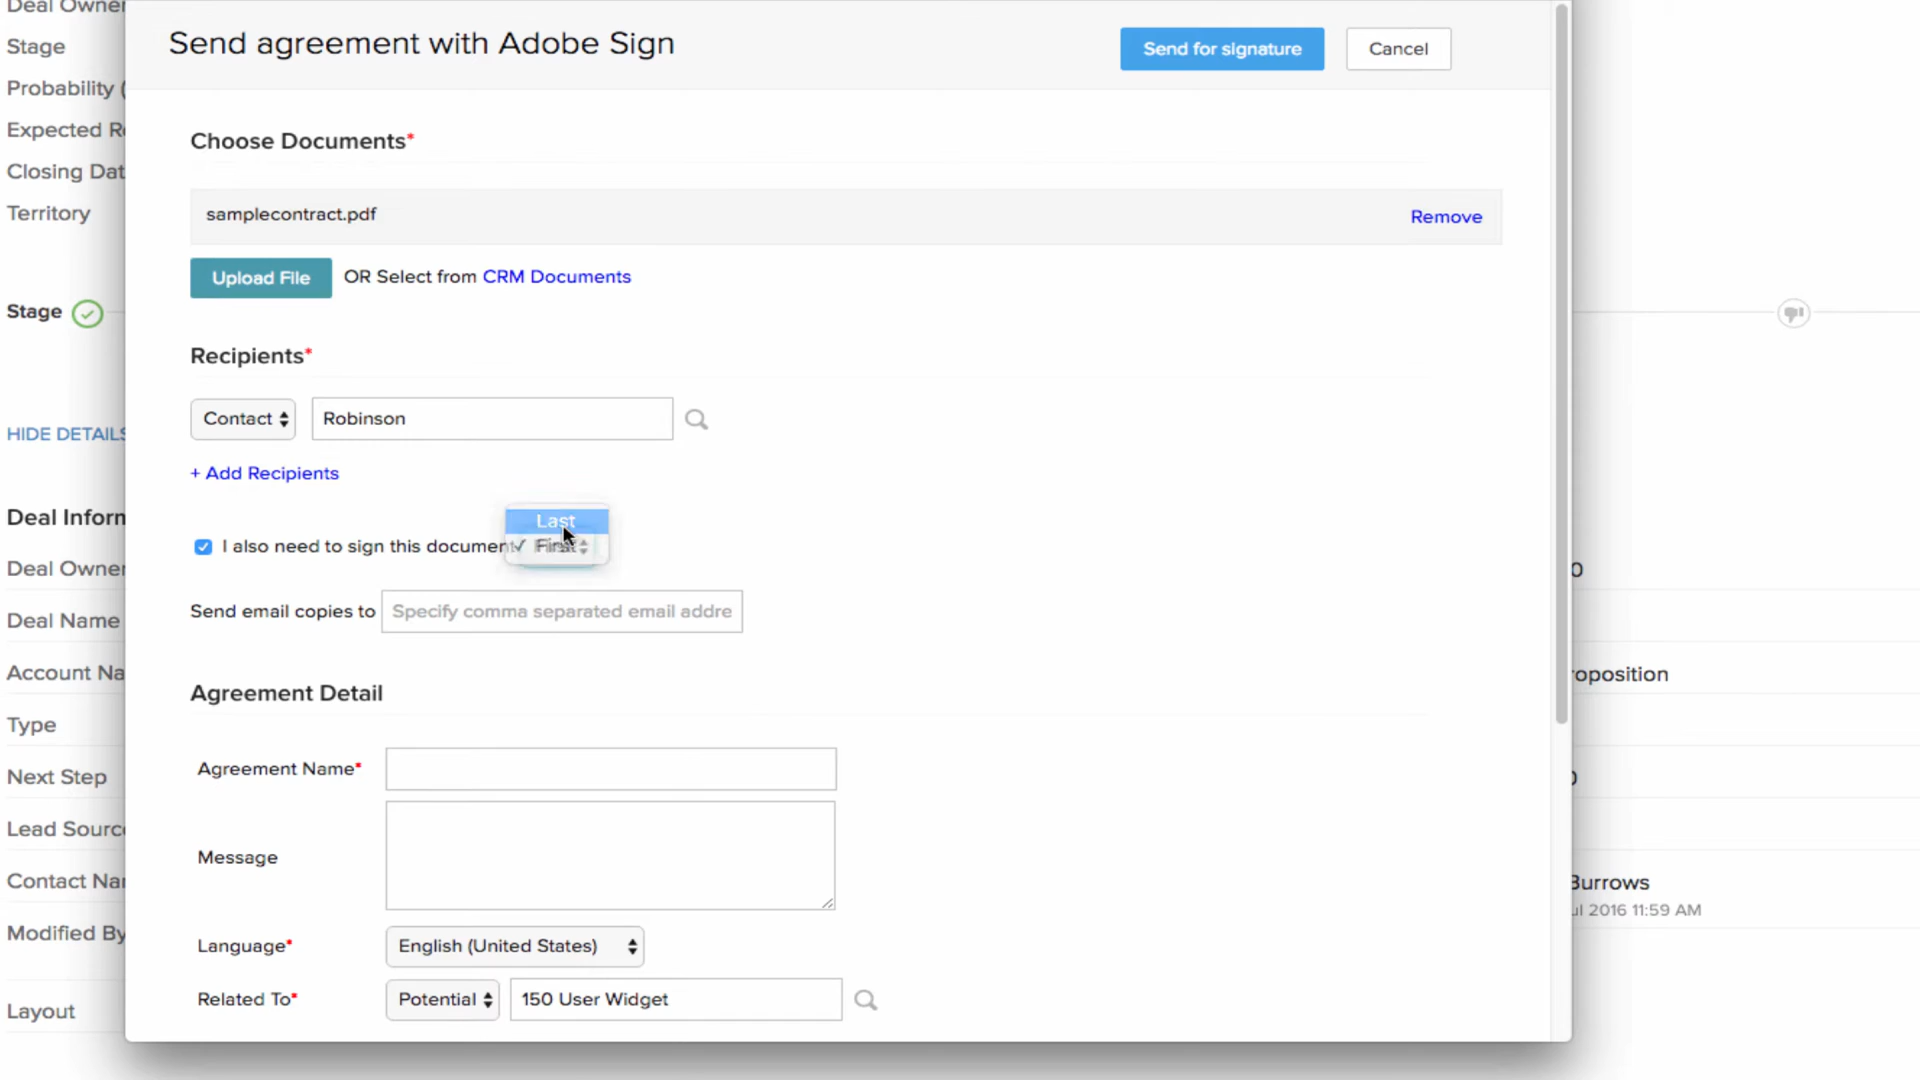 Deal Owner
Send agreement with Adobe Sign
Send for signature
Cancel
Stage
Probability (
Expected Re
Closing Dat
Territory
Choose Documents*
samplecontract.pdf
Remove
Upload File OR Select from CRM Documents
Stage
Recipients*
Contact Robinson
HIDE DETAILS
+ Add Recipients
Deal Inform
Last
I also need to sign this document ✓ First
Deal Owner
0
Send email copies to Specify comma separated email addre
Deal Name
Account Na
roposition
Agreement Detail
Type
Agreement Name*
Next Step
Lead Source
Message
Contact Nar
Burrows
ul 2016 11:59 AM
Modified By
Language* English (United States)
Related To* Potential 150 User Widget
Layout